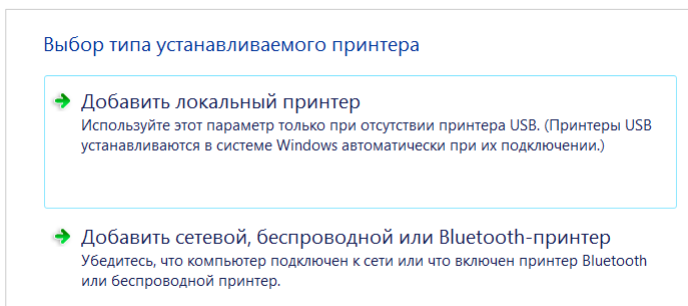 Выбор типа устанавливаемого принтера
Добавить локальный принтер
Используйте этот параметр только при отсутствии принтера USB. (Принтеры USB
устанавливаются в системе Windows автоматически при их подключении.)
Добавить сетевой, беспроводной или Bluetooth-принтер
Убедитесь, что компьютер подключен к сети или что включен принтер Bluetooth
или беспроводной принтер.